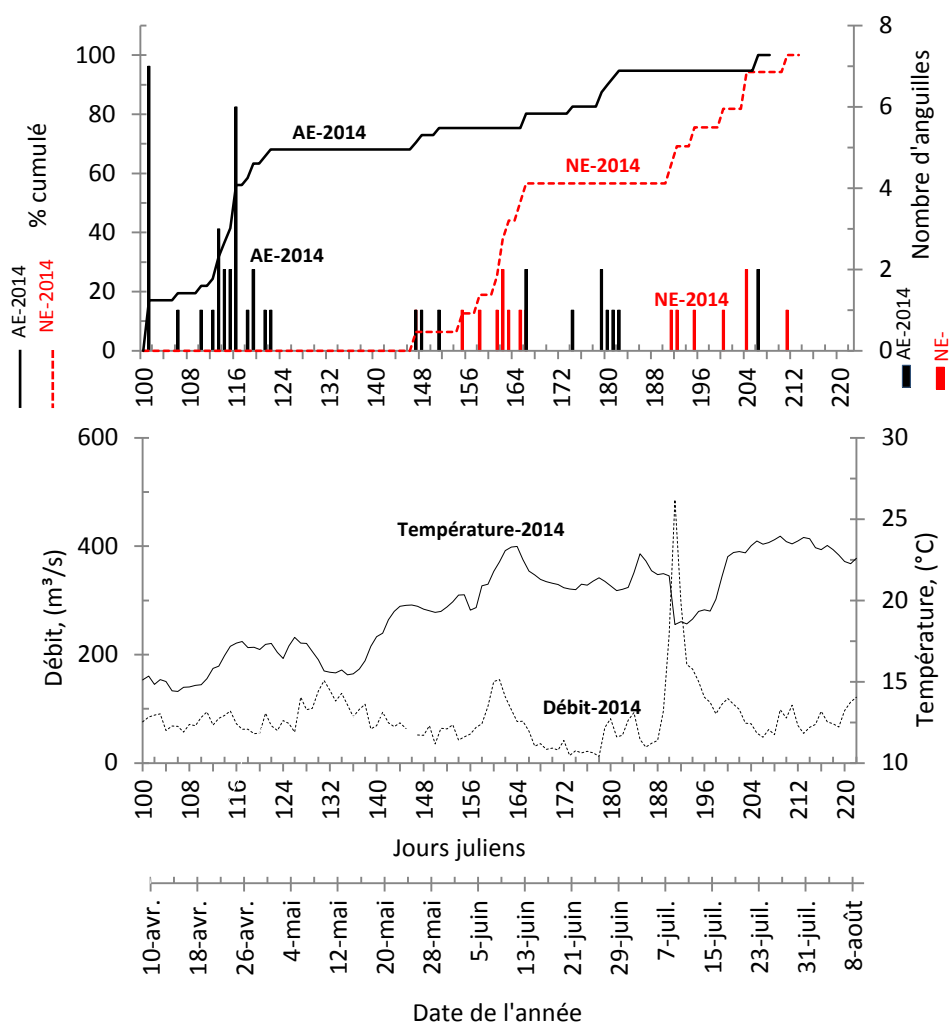 % cumulé
AE-2014
NE-2014
100
80
60
40
20
0
8
6
4
2
0
Nombre d'anguilles
AE-2014
NE-
AE-2014
NE-2014
AE-2014
NE-2014
100 108 116 124 132 140 148 156 164 172 180 188 196 204 212 220
600
400
200
0
Débit, (m³/s)
30
25
20
15
10
Température, (°C)
Température-2014
Débit-2014
100 108 116 124 132 140 148 156 164 172 180 188 196 204 212 220
Jours juliens
10-avr. 18-avr. 26-avr. 4-mai 12-mai 20-mai 28-mai 5-juin 13-juin 21-juin 29-juin 7-juil. 15-juil. 23-juil. 31-juil. 8-août
Date de l'année